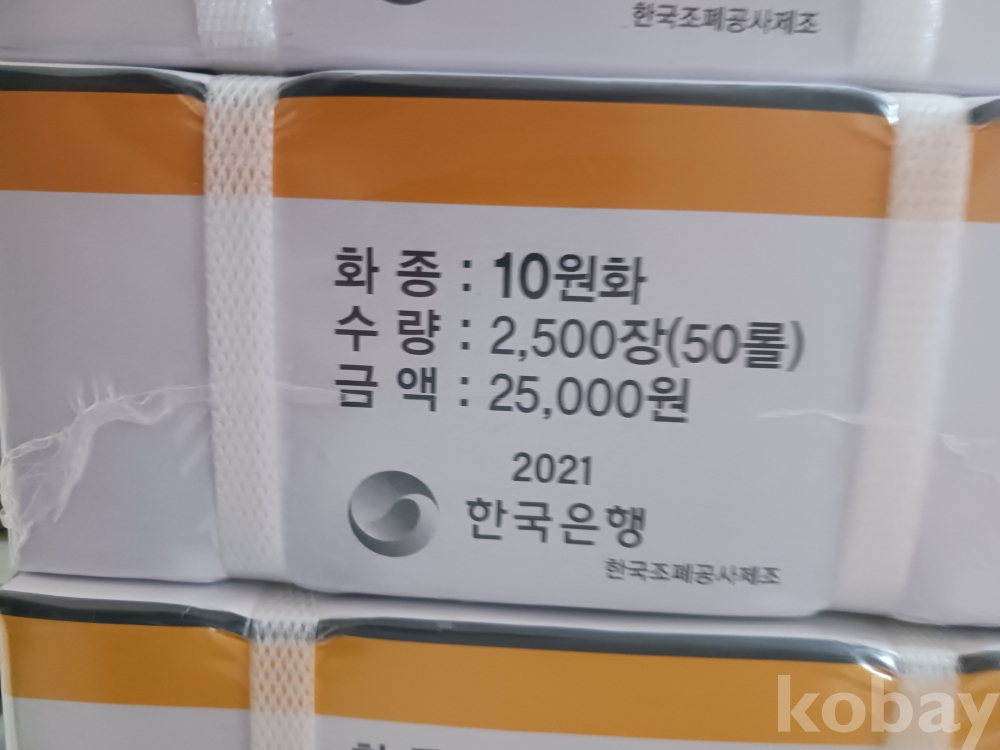 한국조폐공사제조
화 종 : 10원화
수 량 : 2,500장(50롤)
금 액 : 25,000원
2021
한국은행
한국조폐공사제조
kobay